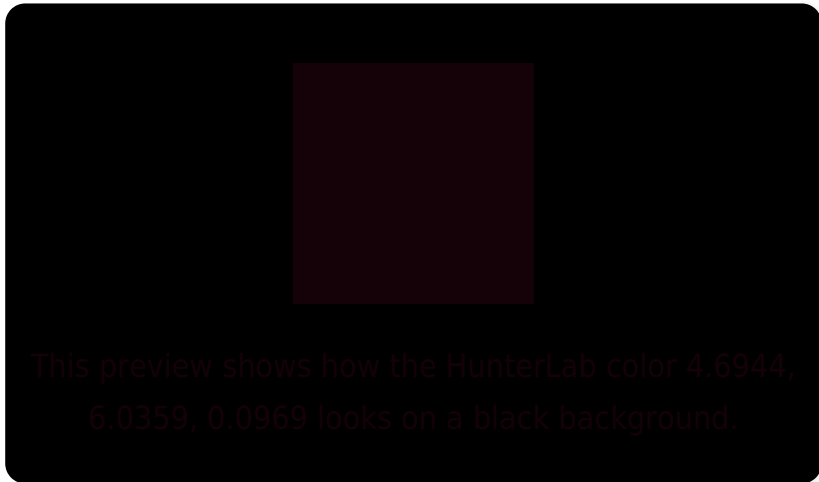 This preview shows how the HunterLab color 4.6944,
6.0359, 0.0969 looks on a black background.